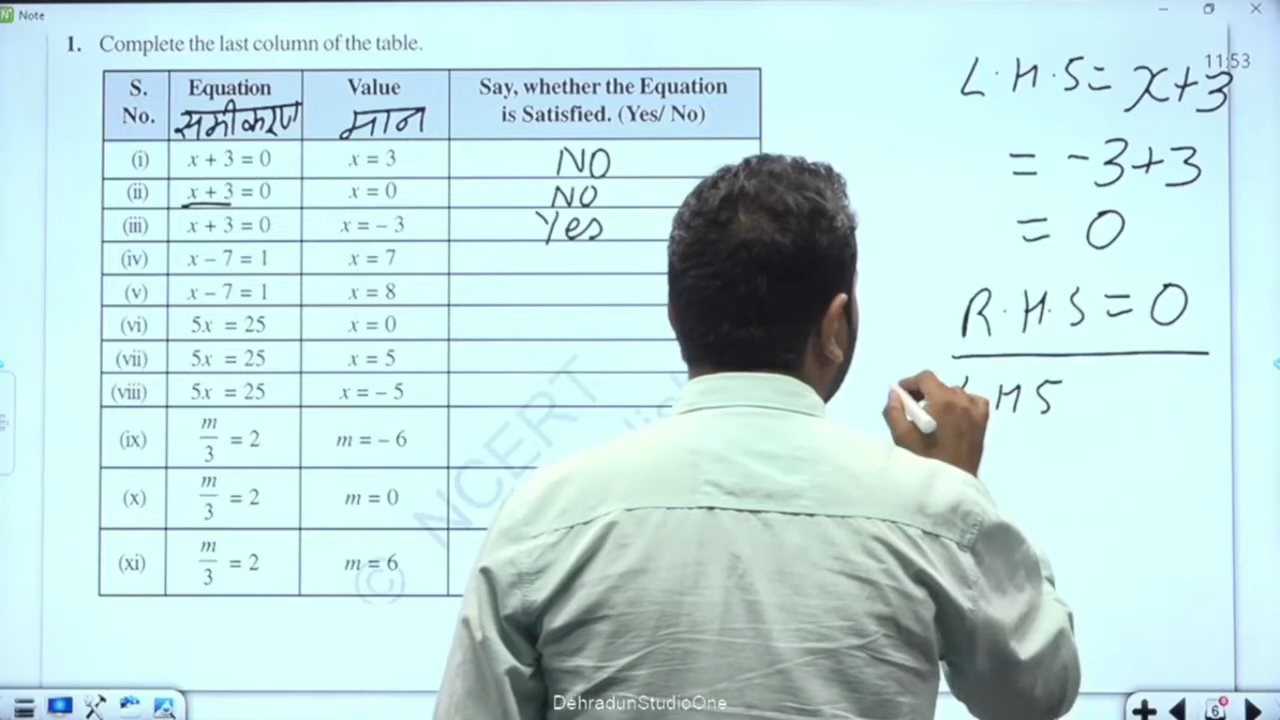 Note
1. Complete the last column of the table.
11:53
S. No. Equation Value Say, whether the Equation is Satisfied. (Yes/ No)
समीकरण मान
(i) x + 3 = 0 x = 3 NO
(ii) x + 3 = 0 x = 0 NO
(iii) x + 3 = 0 x = – 3 Yes
(iv) x – 7 = 1 x = 7
(v) x – 7 = 1 x = 8
(vi) 5x = 25 x = 0
(vii) 5x = 25 x = 5
(viii) 5x = 25 x = – 5
(ix) m/3 = 2 m = – 6
(x) m/3 = 2 m = 0
(xi) m/3 = 2 m = 6
© NCERT
L.H.S = x+3
= -3+3
= 0
R.H.S = 0
H S
DehradunStudioOne
6